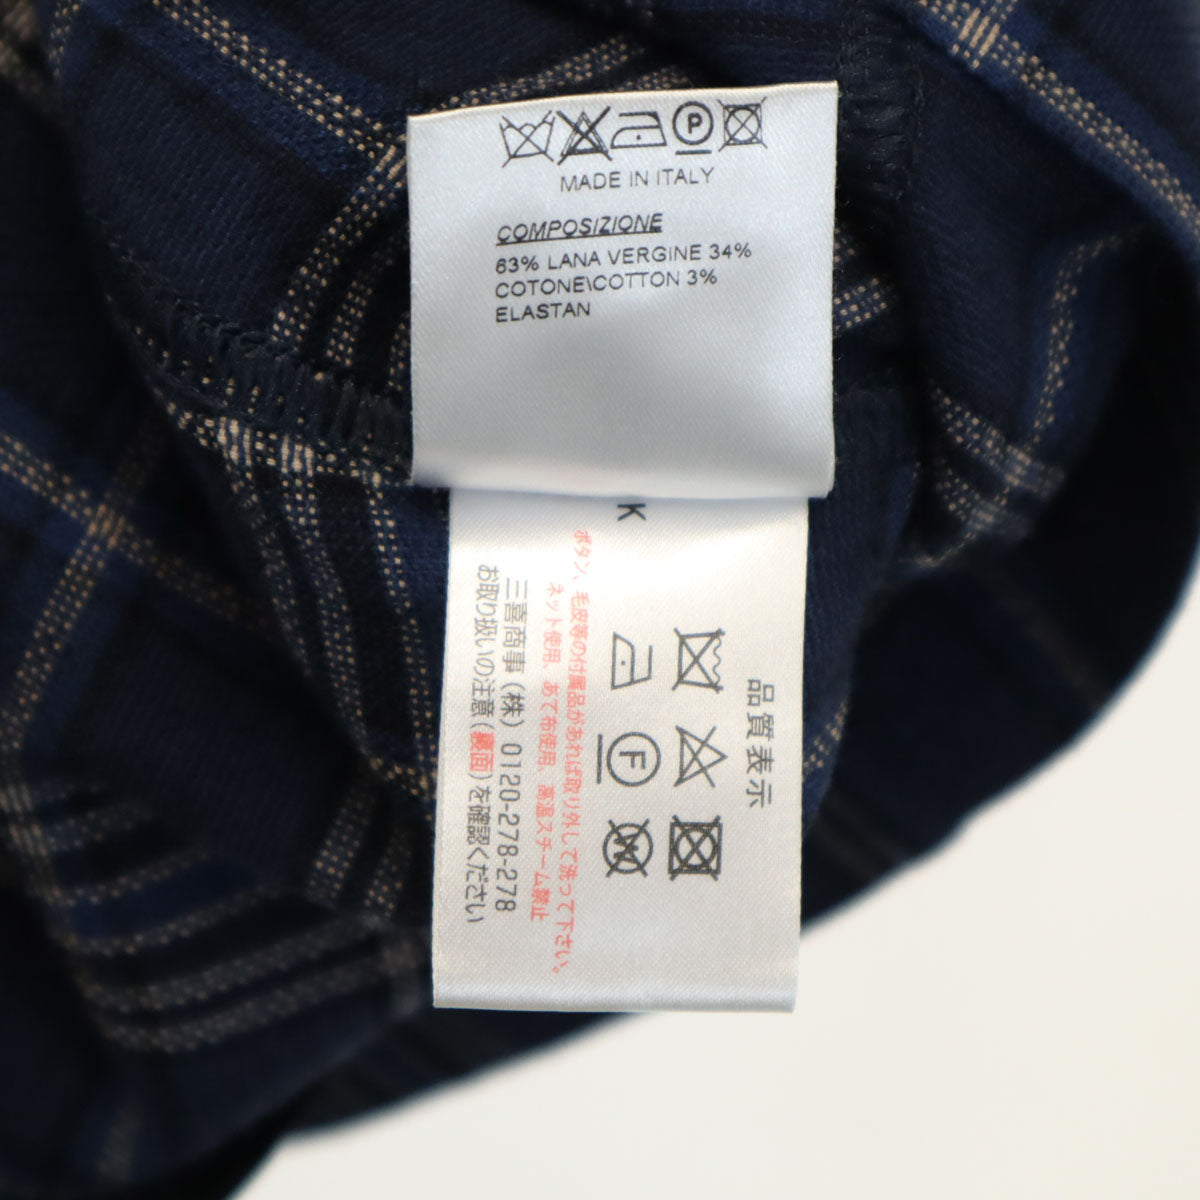 P
MADE IN ITALY
COMPOSIZIONE
63% LANA VERGINE 34%
COTONE\COTTON 3%
ELASTAN
K
品質表示
F
W
ボタン、毛皮等の付属品があれば取り外して洗って下さい。
ネット使用、あて布使用、高温スチーム禁止
三喜商事(株) 0120-278-278
お取り扱いの注意(裏面)を確認ください